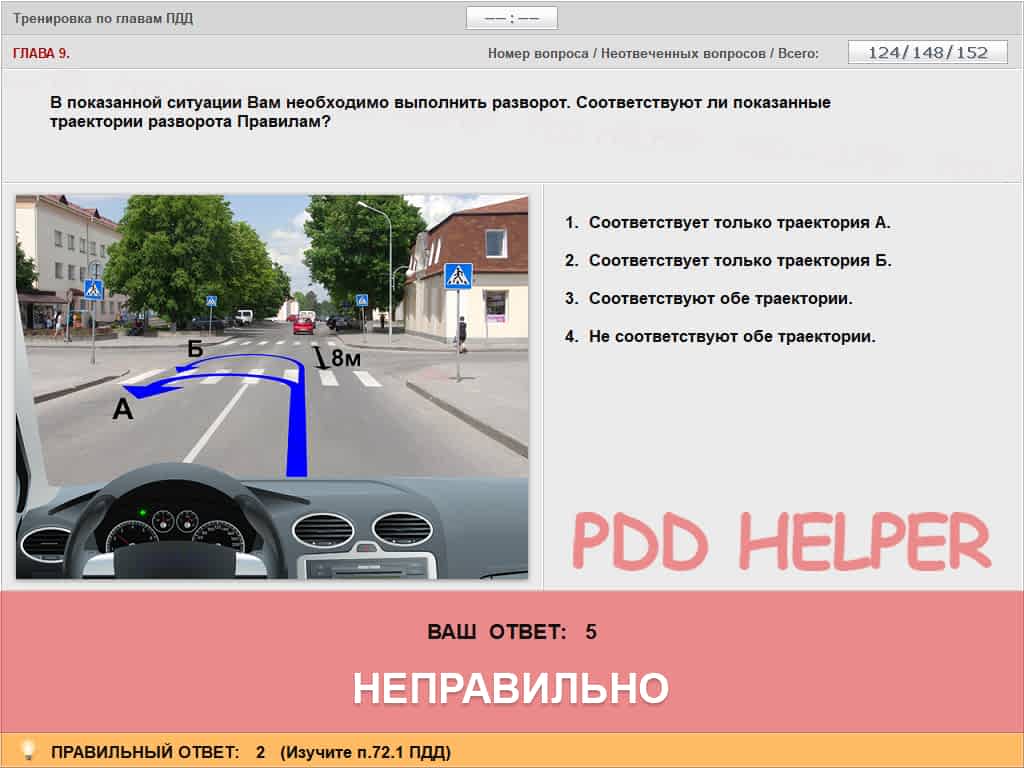 Тренировка по главам ПДД
—— : ——
ГЛАВА 9.
Номер вопроса / Неотвеченных вопросов / Всего:
124/148/152
В показанной ситуации Вам необходимо выполнить разворот. Соответствуют ли показанные
траектории разворота Правилам?
Б
8м
А
1. Соответствует только траектория А.
2. Соответствует только траектория Б.
3. Соответствуют обе траектории.
4. Не соответствуют обе траектории.
PDD HELPER
ВАШ ОТВЕТ: 5
НЕПРАВИЛЬНО
ПРАВИЛЬНЫЙ ОТВЕТ: 2 (Изучите п.72.1 ПДД)